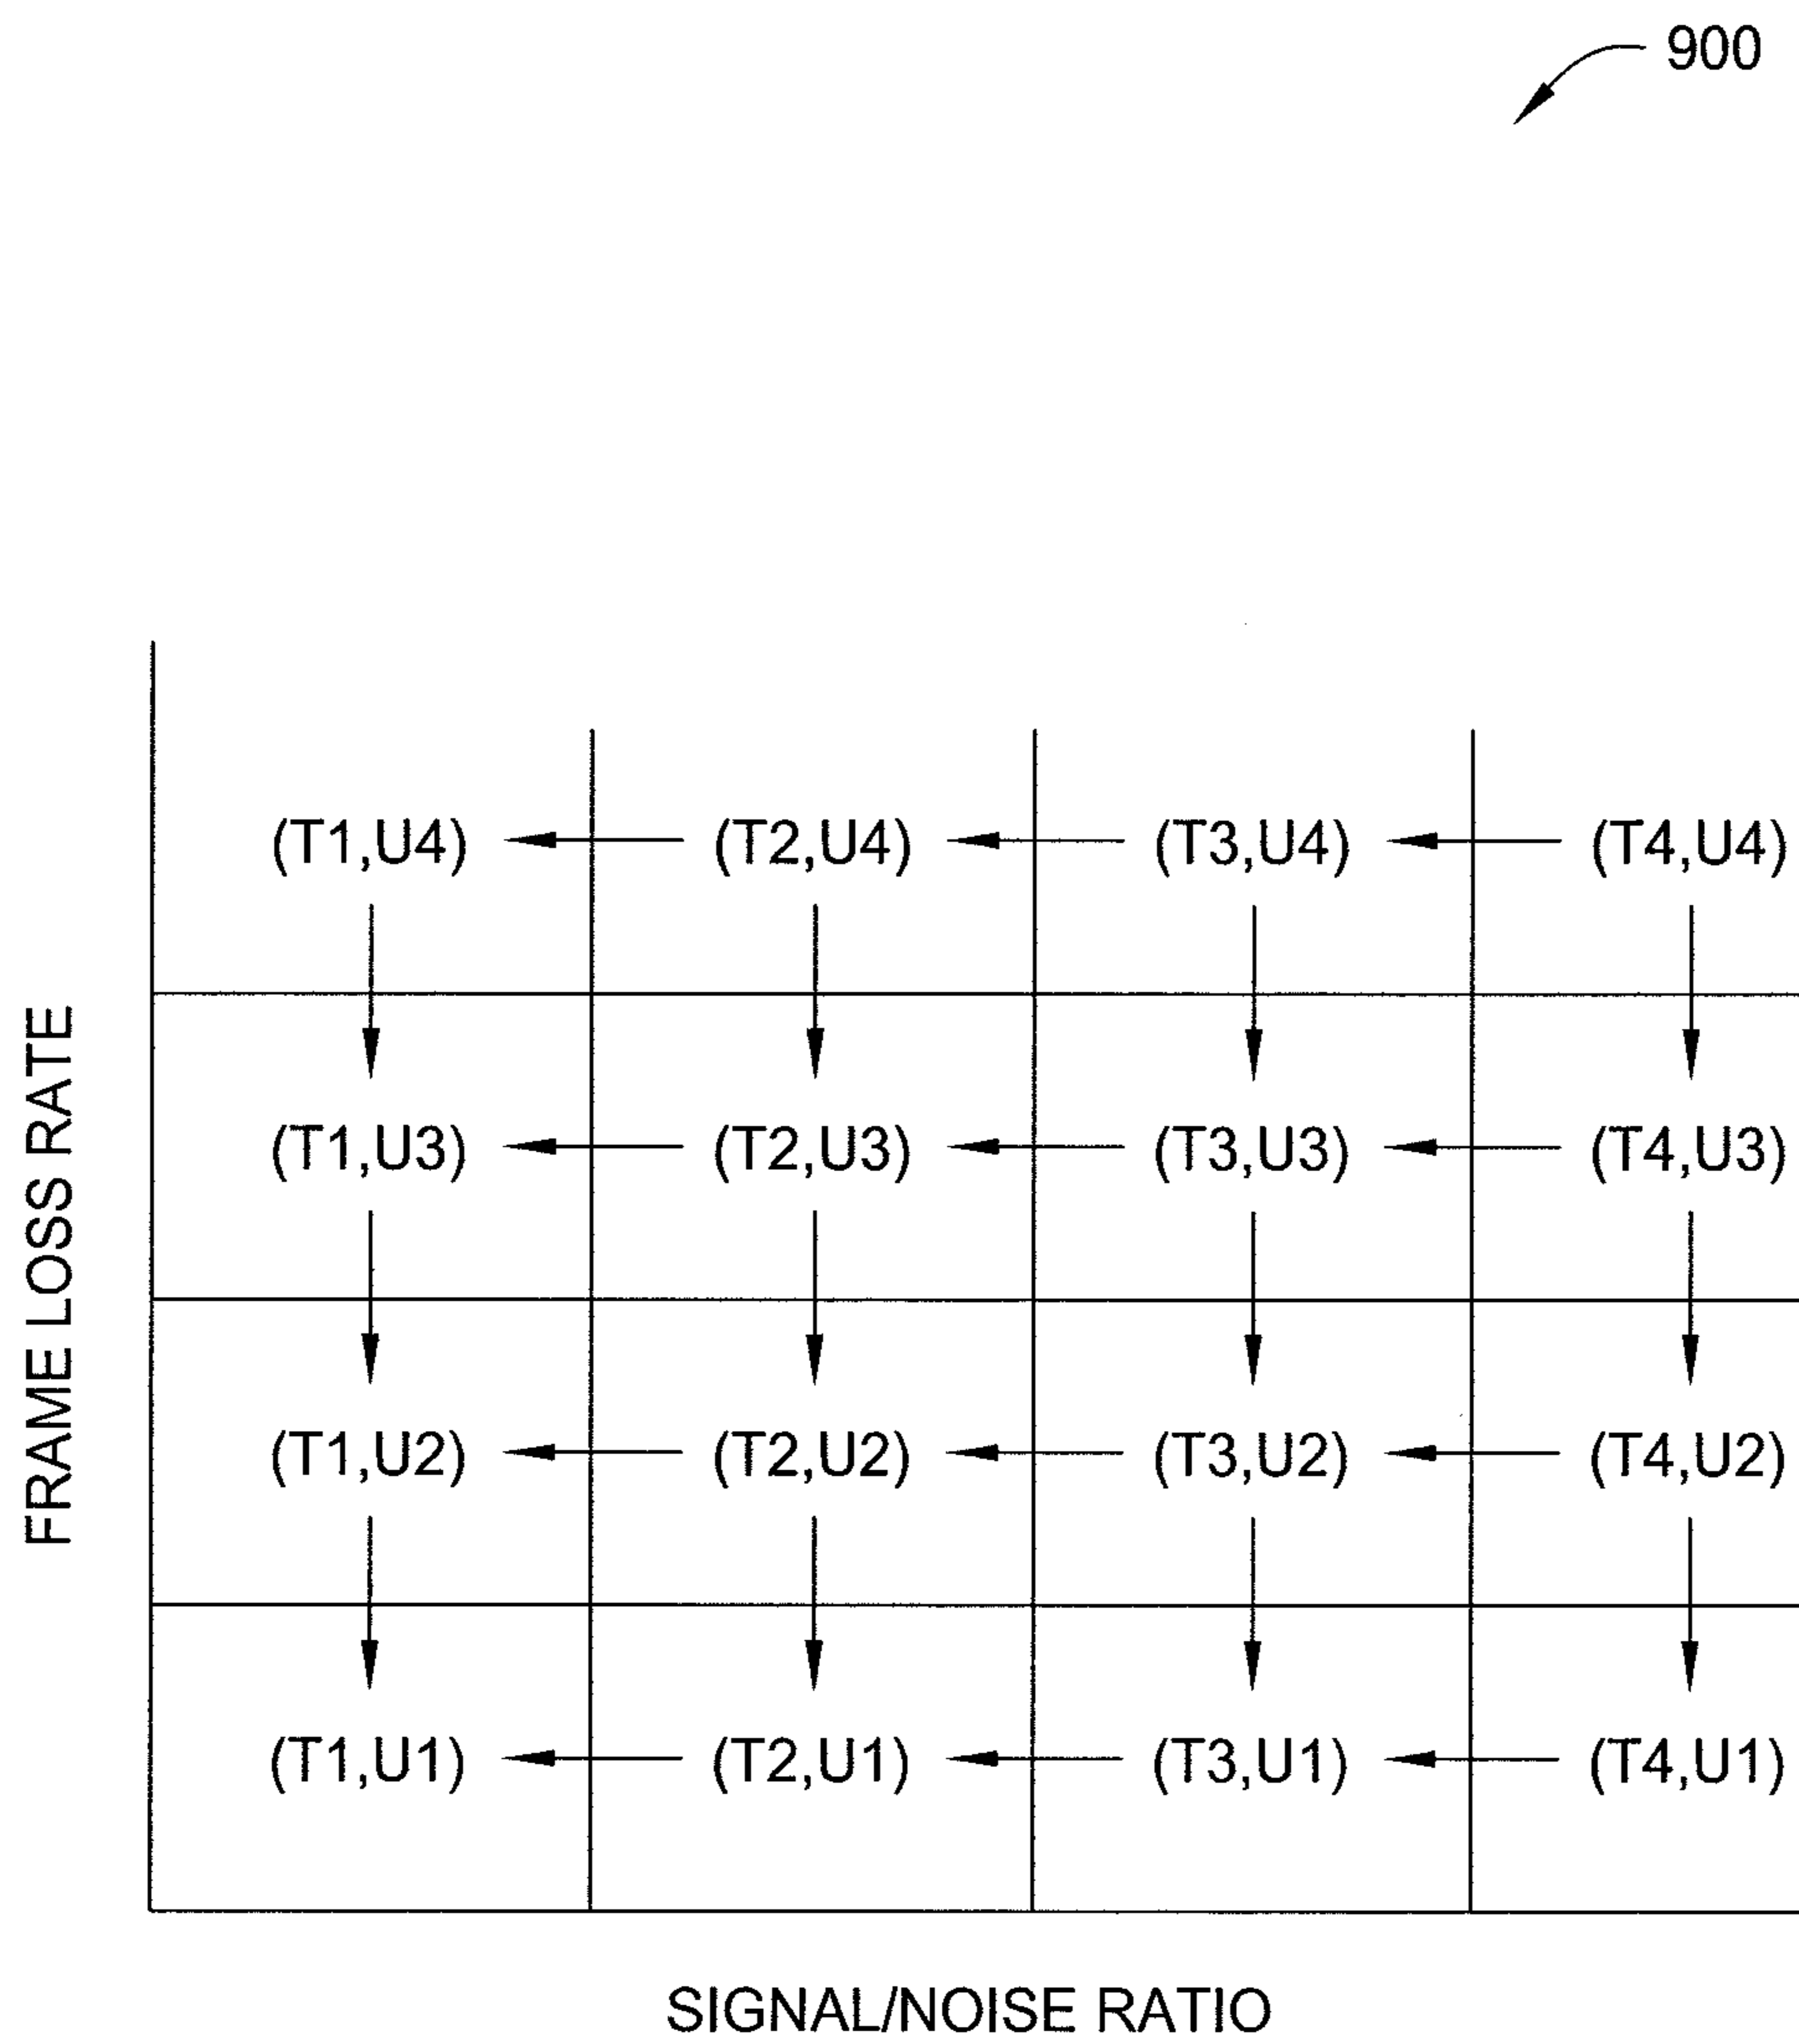 900
(T1,U4) (T2,U4) (T3,U4) (T4,U4)
(T1,U3) (T2,U3) (T3,U3) (T4,U3)
(T1,U2) (T2,U2) (T3,U2) (T4,U2)
(T1,U1) (T2,U1) (T3,U1) (T4,U1)
FRAME LOSS RATE
SIGNAL/NOISE RATIO